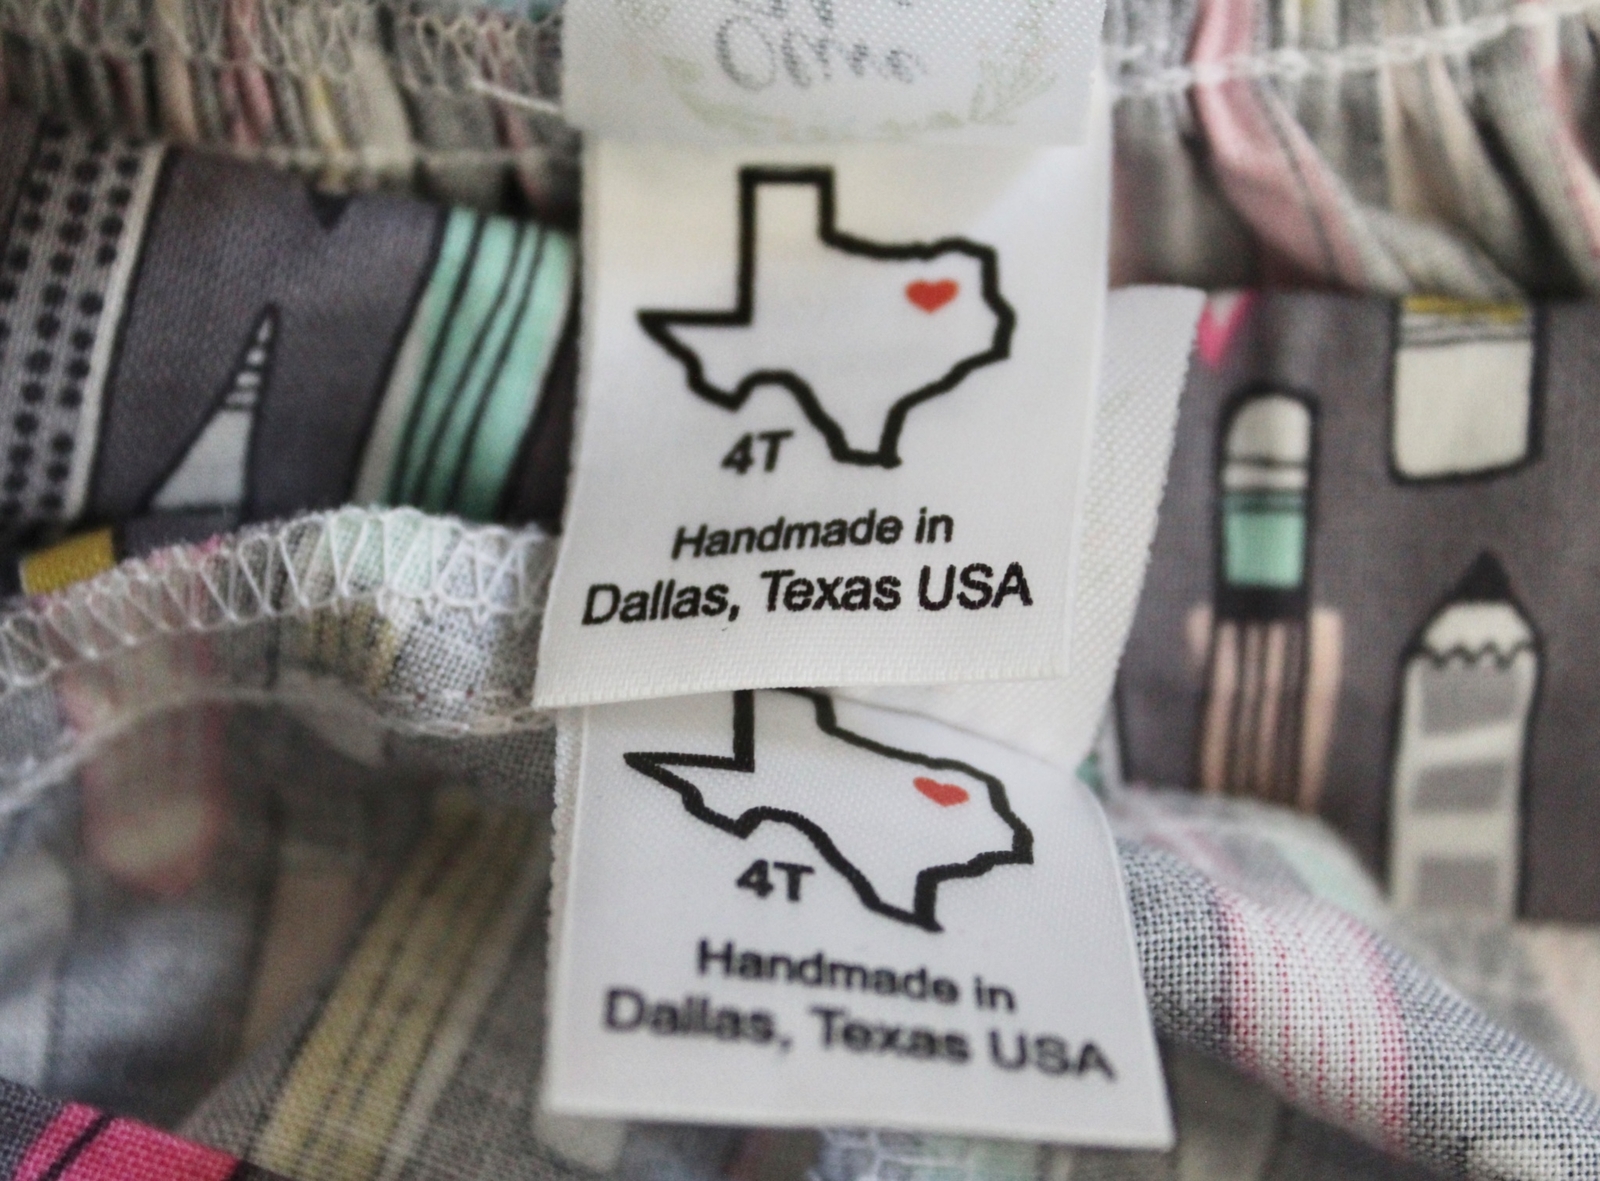 4T
Handmade in
Dallas, Texas USA
4T
Handmade in
Dallas, Texas USA